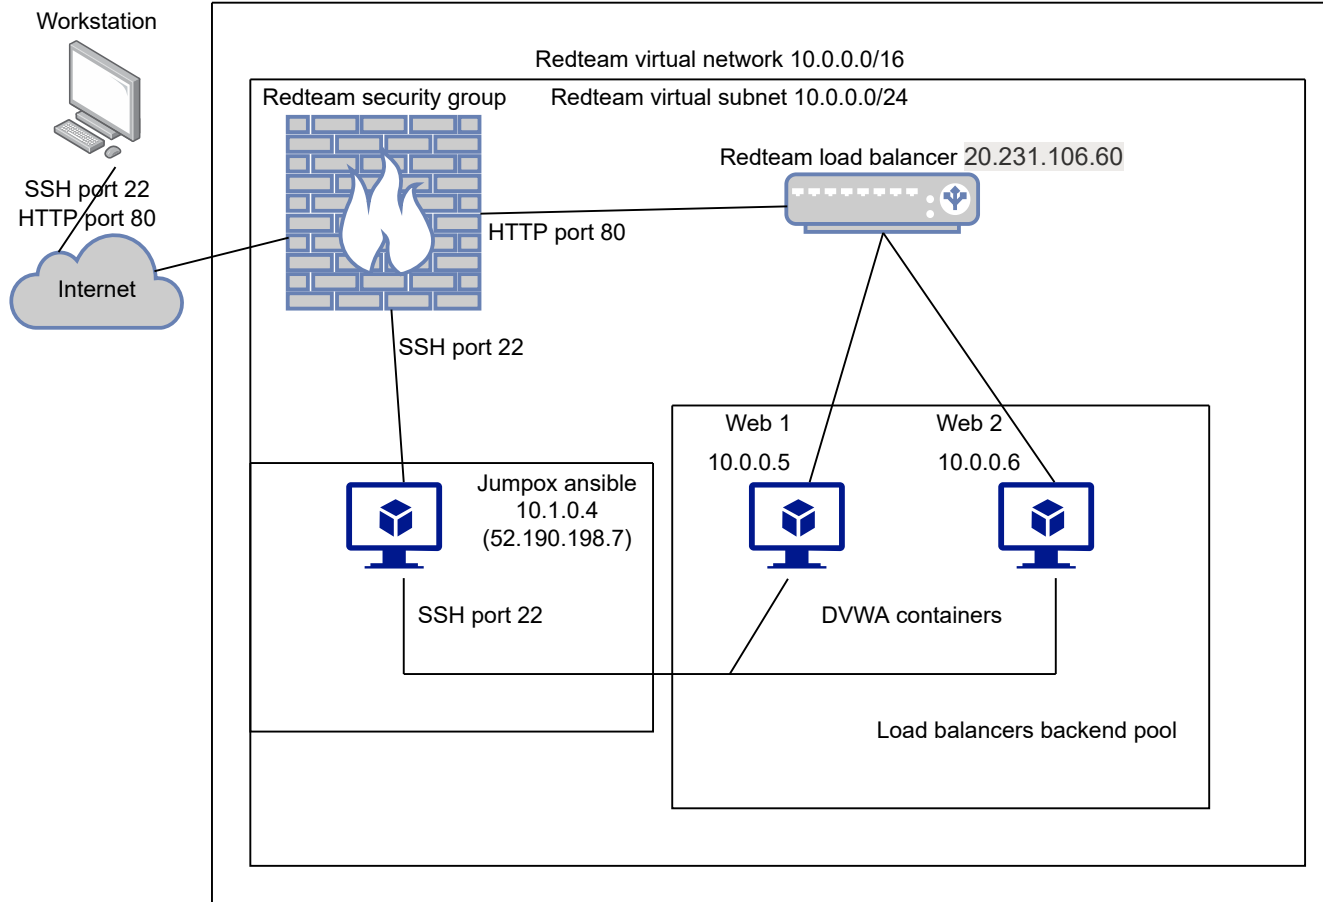 Workstation
Redteam virtual network 10.0.0.0/16
Redteam security group
Redteam virtual subnet 10.0.0.0/24
Redteam load balancer 20.231.106.60
SSH port 22
HTTP port 80
HTTP port 80
Internet
SSH port 22
Web 1
10.0.0.5
Web 2
10.0.0.6
Jumpox ansible
10.1.0.4
(52.190.198.7)
SSH port 22
DVWA containers
Load balancers backend pool